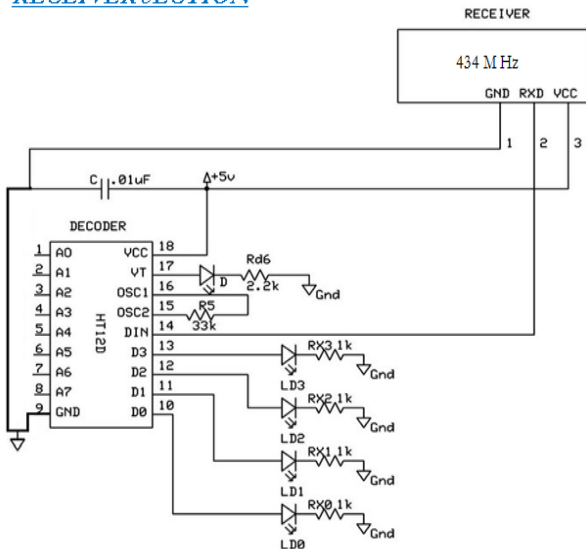 RECEIVER SECTION
RECEIVER
434 M Hz
GND RXD VCC
1 2 3
C .01uF +5v
DECODER
1 A0 VCC 18
2 A1 VT 17 D Rd6 2.2k Gnd
3 A2 OSC1 16
4 A3 OSC2 15 R5 33k
5 A4 DIN 14
6 A5 D3 13 LD3 RX3,1k Gnd
7 A6 D2 12 LD2 RX2,1k Gnd
8 A7 D1 11 LD1 RX1,1k Gnd
9 GND D0 10 LD0 RX0,1k Gnd
HT12D